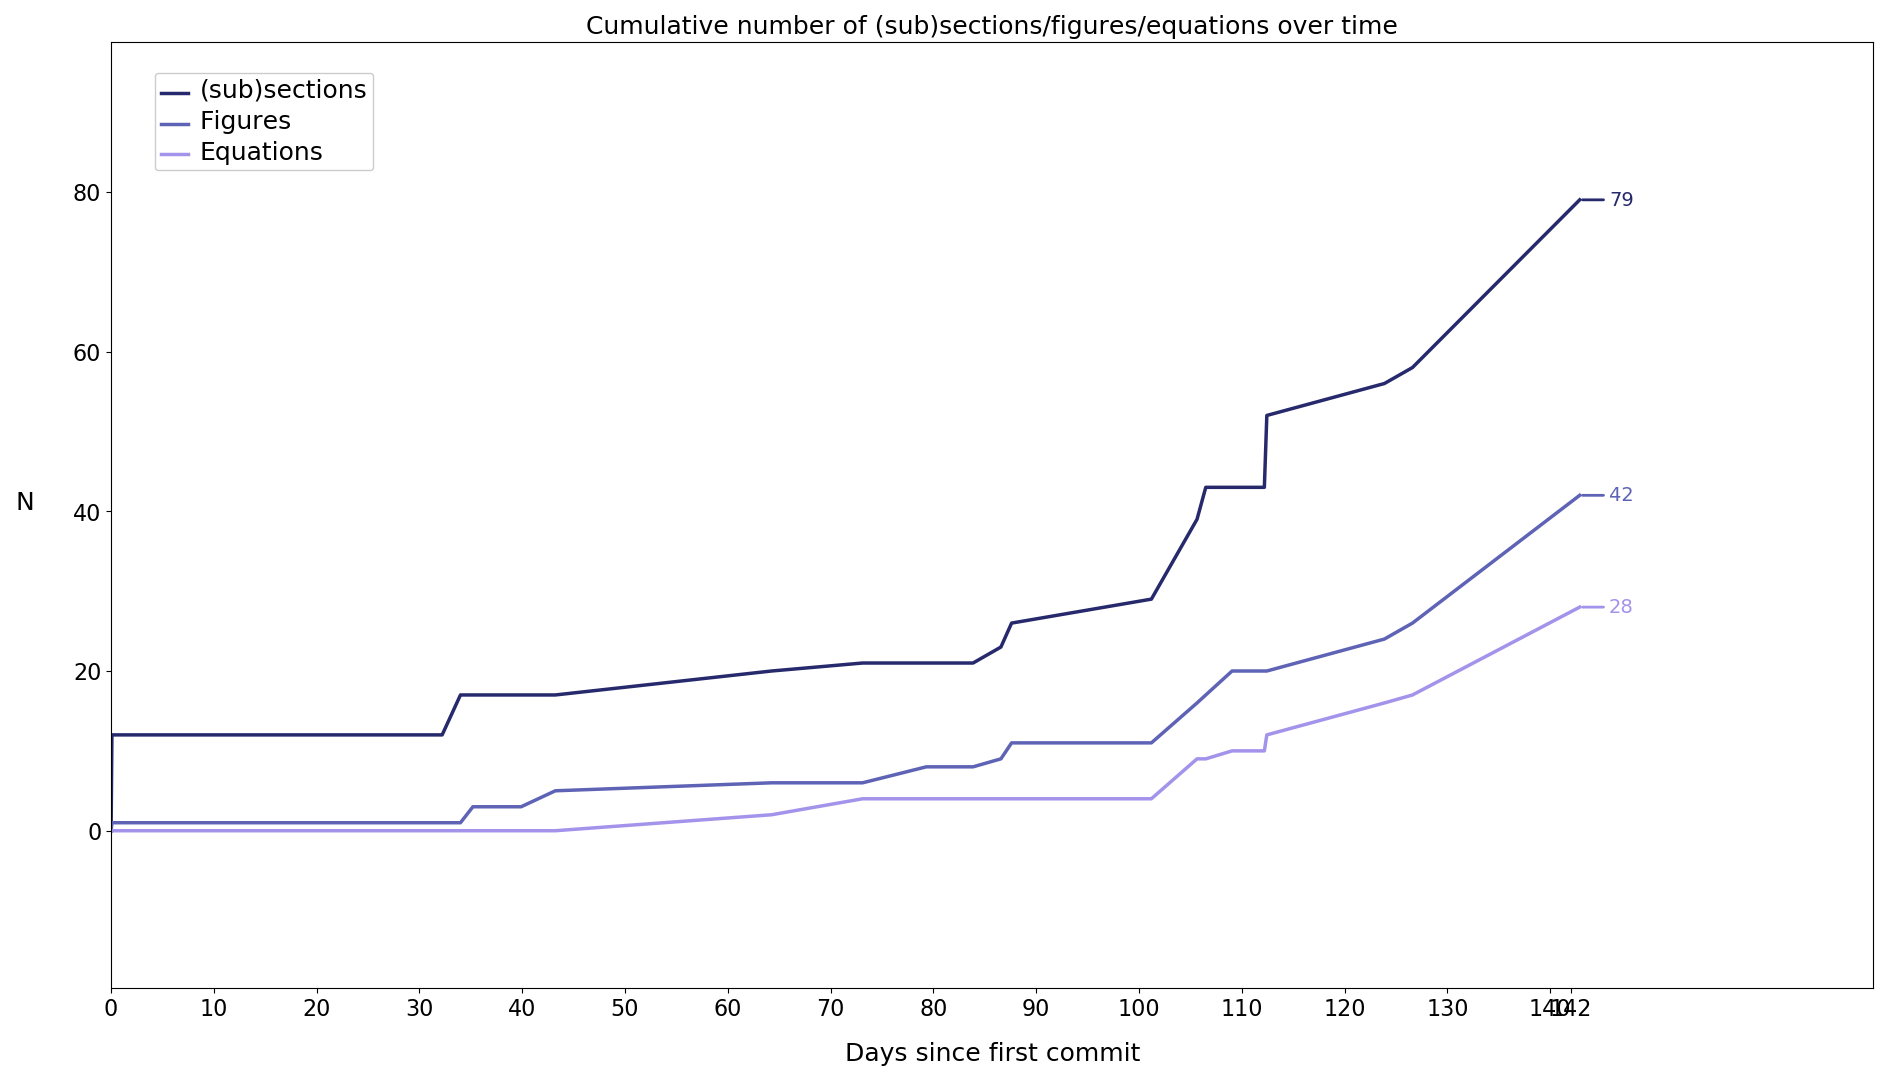 Cumulative number of (sub)sections/figures/equations over time
(sub)sections
Figures
Equations
80
60
40
20
0
N
79
42
28
0 10 20 30 40 50 60 70 80 90 100 110 120 130 140 142
Days since first commit